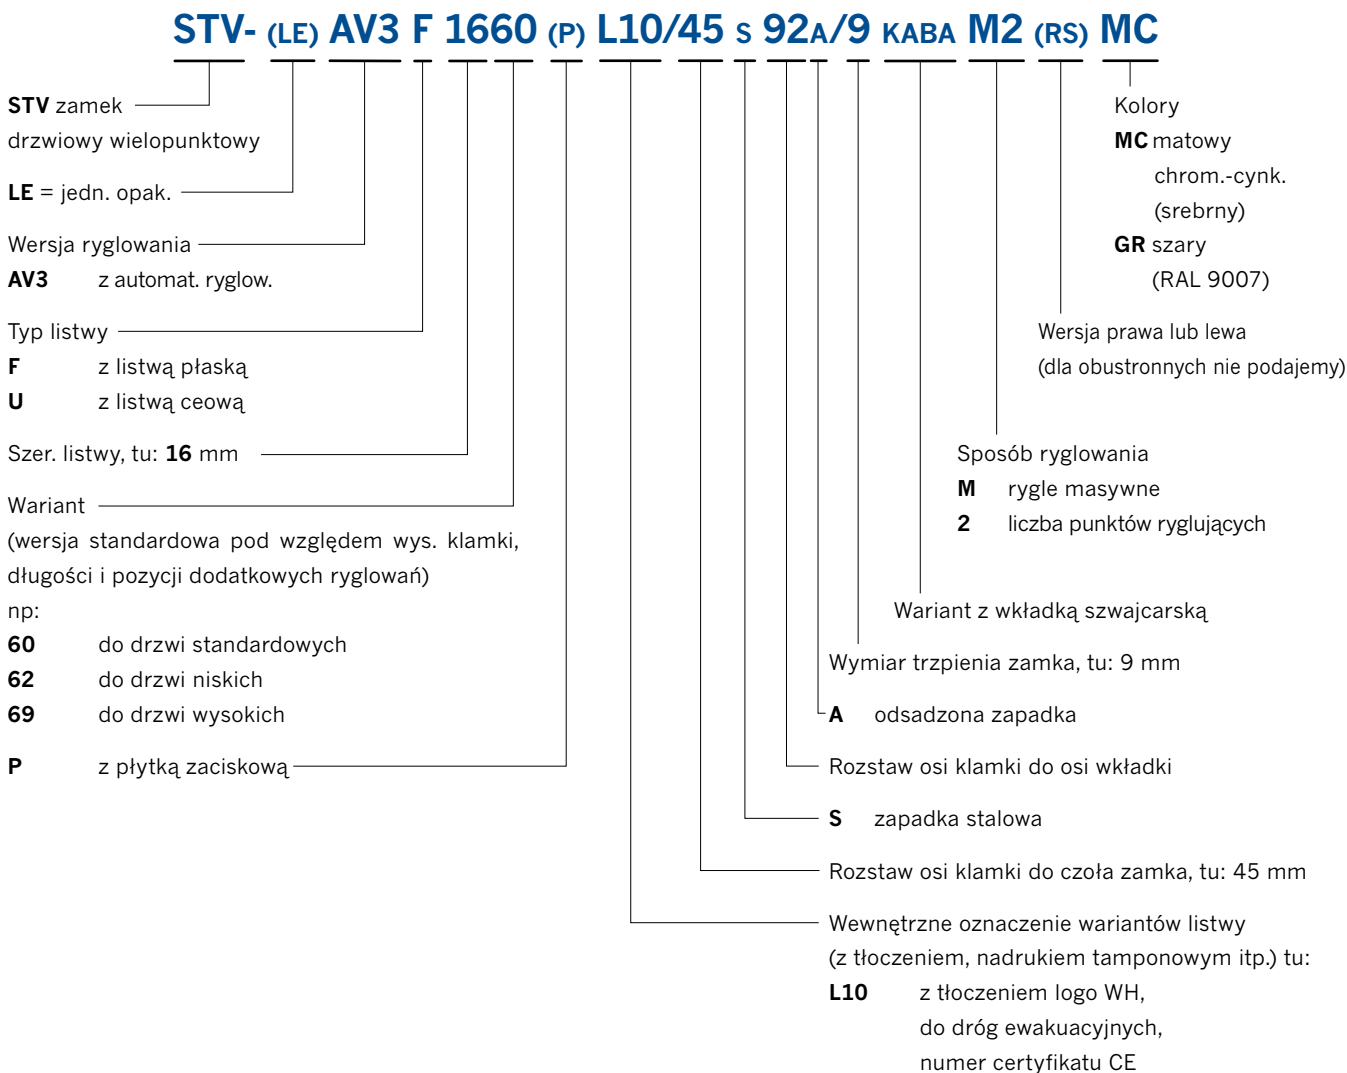 STV- (LE) AV3 F 1660 (P) L10/45 S 92A/9 KABA M2 (RS) MC
STV zamek
drzwiowy wielopunktowy
LE = jedn. opak.
Wersja ryglowania
AV3 z automat. ryglow.
Typ listwy
F z listwą płaską
U z listwą ceową
Szer. listwy, tu: 16 mm
Wariant
(wersja standardowa pod względem wys. klamki,
długości i pozycji dodatkowych ryglowań)
np:
60 do drzwi standardowych
62 do drzwi niskich
69 do drzwi wysokich
P z płytką zaciskową
Kolory
MC matowy
chrom.-cynk.
(srebrny)
GR szary
(RAL 9007)
Wersja prawa lub lewa
(dla obustronnych nie podajemy)
Sposób ryglowania
M rygle masywne
2 liczba punktów ryglujących
Wariant z wkładką szwajcarską
Wymiar trzpienia zamka, tu: 9 mm
A odsadzona zapadka
Rozstaw osi klamki do osi wkładki
S zapadka stalowa
Rozstaw osi klamki do czoła zamka, tu: 45 mm
Wewnętrzne oznaczenie wariantów listwy
(z tłoczeniem, nadrukiem tamponowym itp.) tu:
L10 z tłoczeniem logo WH,
do dróg ewakuacyjnych,
numer certyfikatu CE